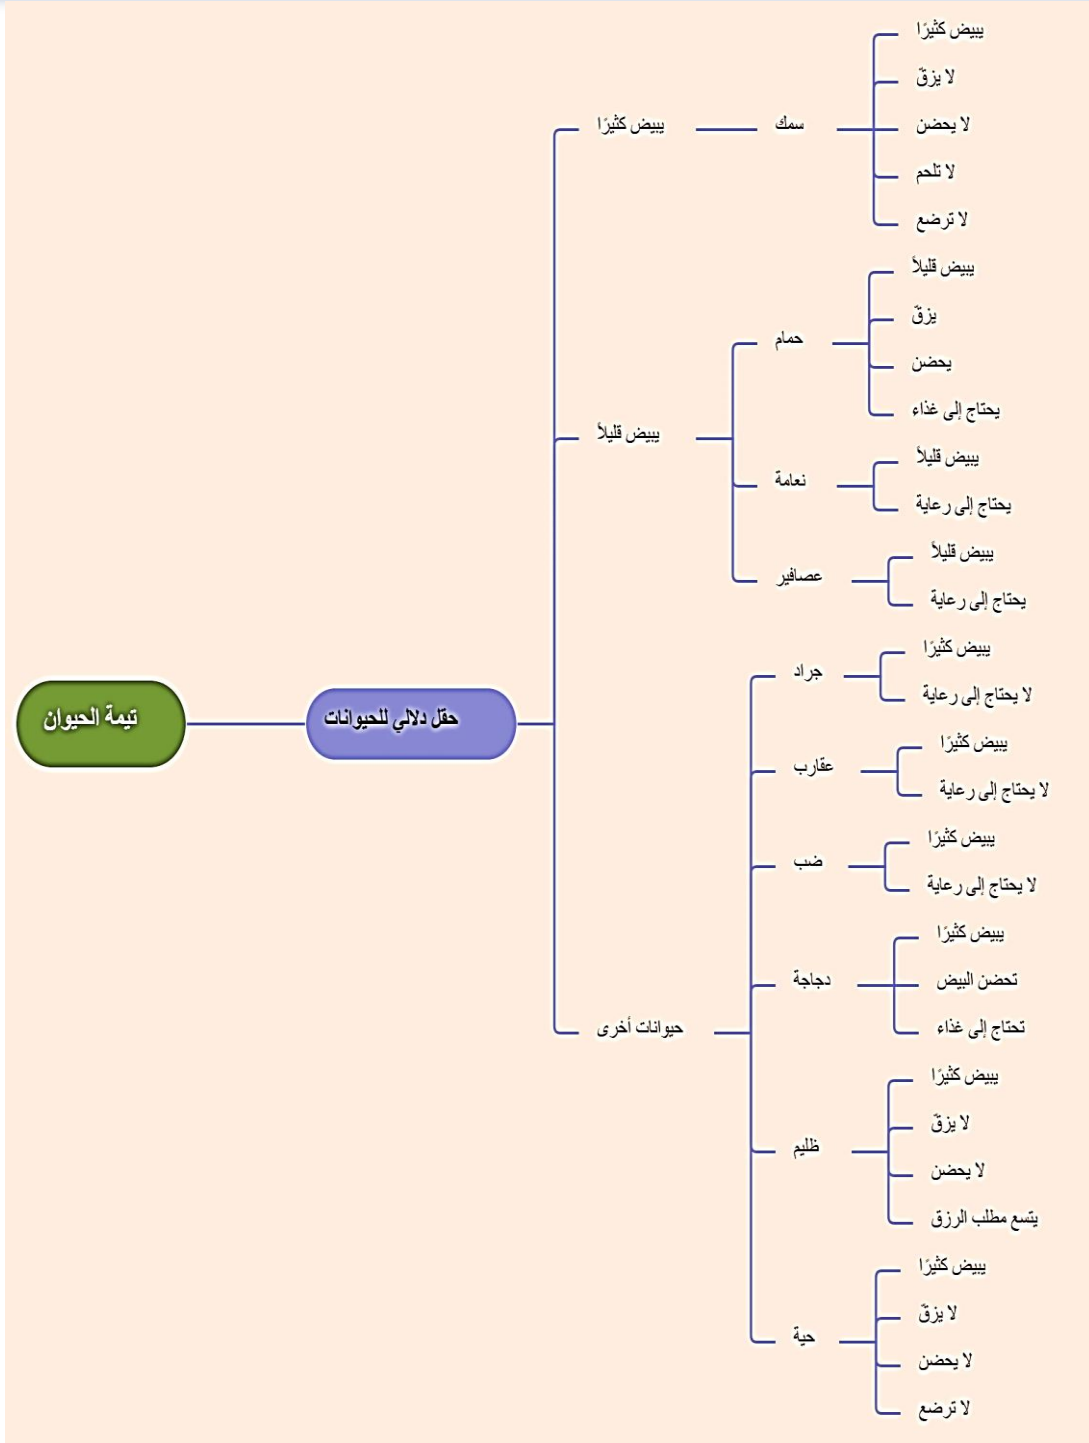 تيمة الحيوان
حقل دلالي للحيوانات
يبيض كثيرًا
سمك
يبيض كثيرًا
لا يزقّ
لا يحضن
لا تلحم
لا ترضع
يبيض قليلاً
حمام
يبيض قليلاً
يزقّ
يحضن
يحتاج إلى غذاء
نعامة
يبيض قليلاً
يحتاج إلى رعاية
عصافير
يبيض قليلاً
يحتاج إلى رعاية
حيوانات أخرى
جراد
يبيض كثيرًا
لا يحتاج إلى رعاية
عقارب
يبيض كثيرًا
لا يحتاج إلى رعاية
ضب
يبيض كثيرًا
لا يحتاج إلى رعاية
دجاجة
يبيض كثيرًا
تحضن البيض
تحتاج إلى غذاء
ظليم
يبيض كثيرًا
لا يزقّ
لا يحضن
يتسع مطلب الرزق
حية
يبيض كثيرًا
لا يزقّ
لا يحضن
لا ترضع